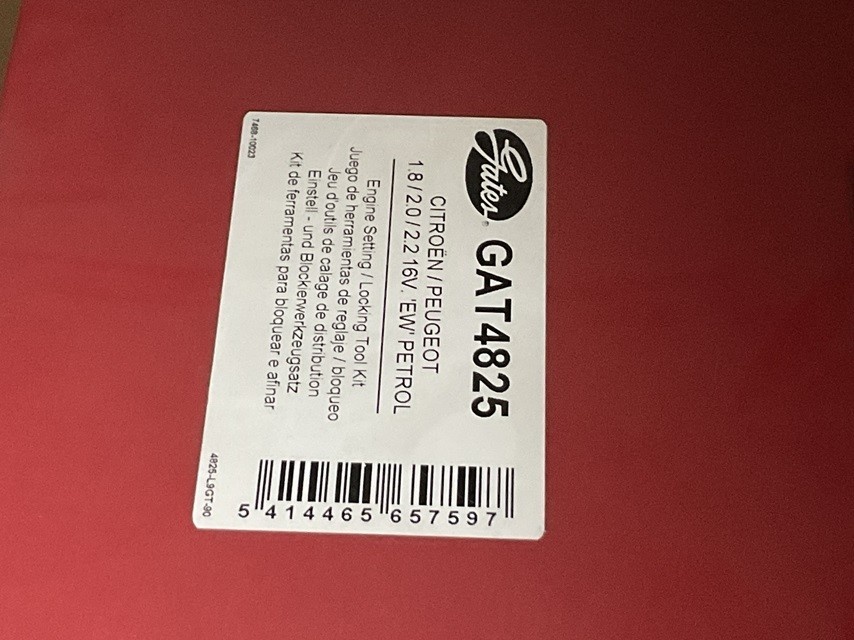 Gates® GAT4825
CITROËN / PEUGEOT
1.8 / 2.0 / 2.2 16V. 'EW' PETROL
Engine Setting / Locking Tool Kit
Juego de herramientas de reglaje / bloqueo
Jeu d'outils de calage de distribution
Einstell - und Blockierwerkzeugsatz
Kit de ferramentas para bloquear e afinar
7468-10023
4825-L9GT-90
5 414465 657597